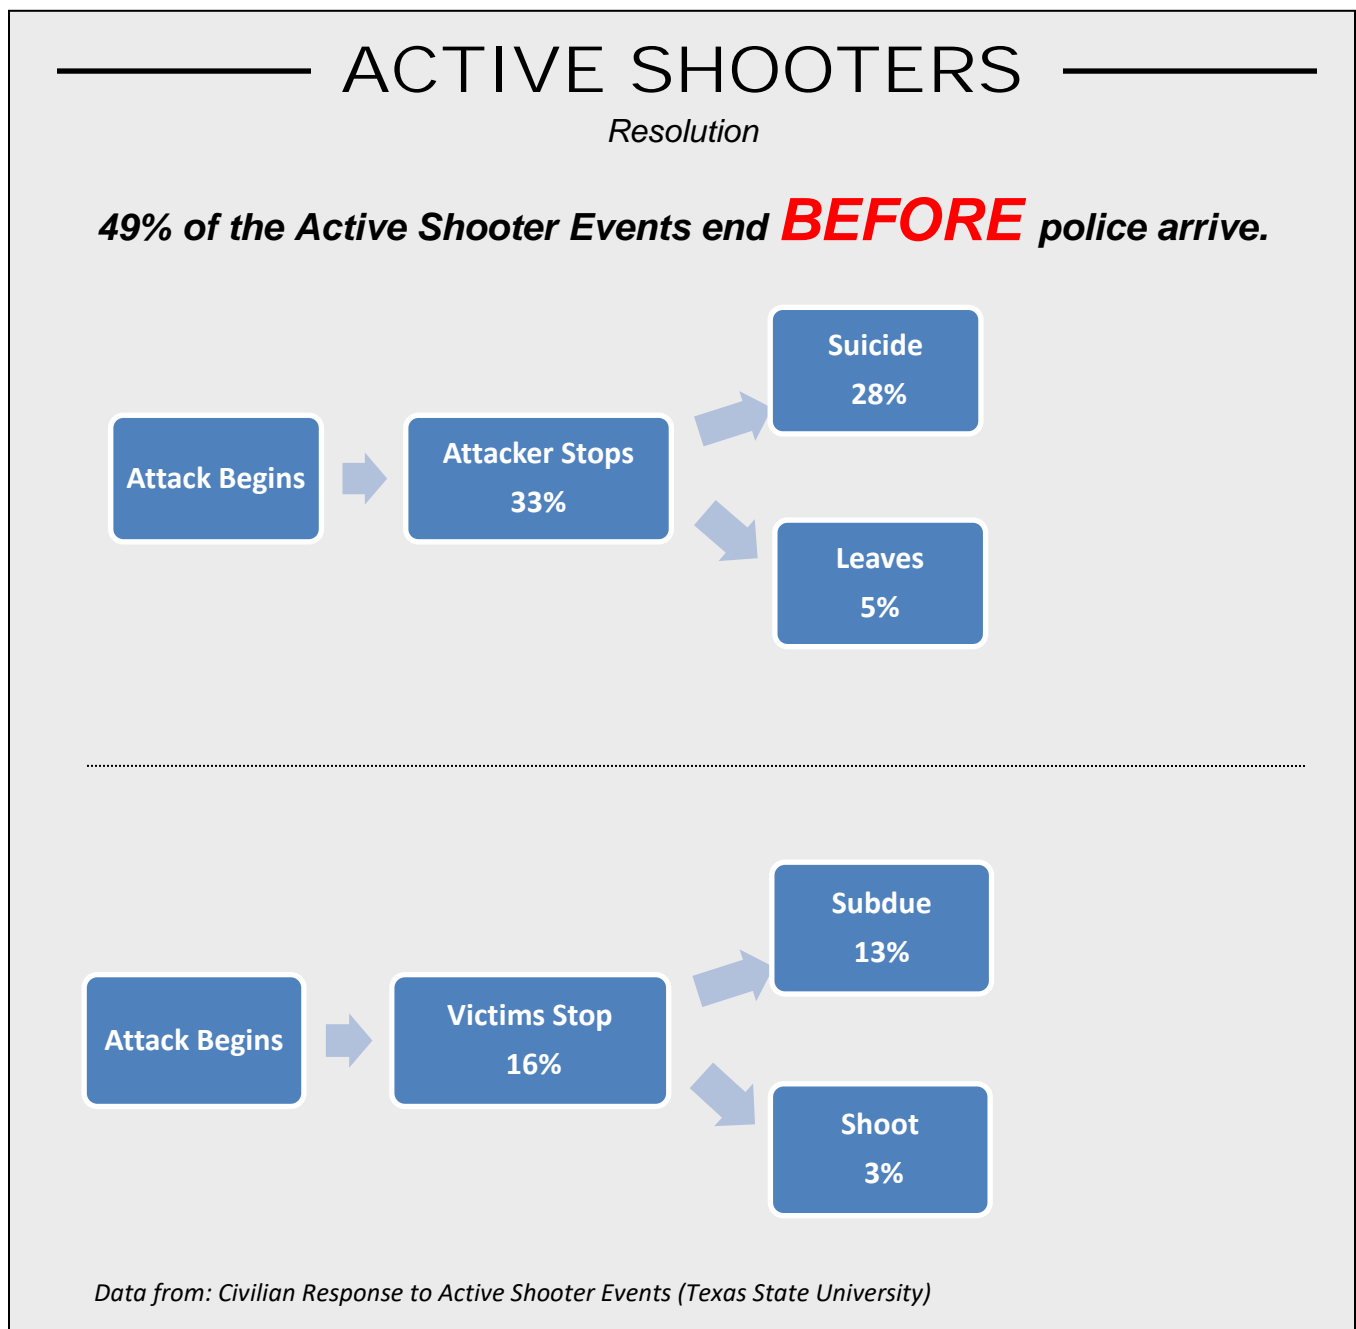 ACTIVE SHOOTERS
Resolution
49% of the Active Shooter Events end BEFORE police arrive.
Suicide
28%
Attack Begins
Attacker Stops
33%
Leaves
5%
Subdue
13%
Attack Begins
Victims Stop
16%
Shoot
3%
Data from: Civilian Response to Active Shooter Events (Texas State University)